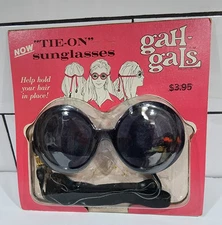 NOW "TIE-ON"
sunglasses
gaH-
gals
Help hold
your hair
in place!
$3.95